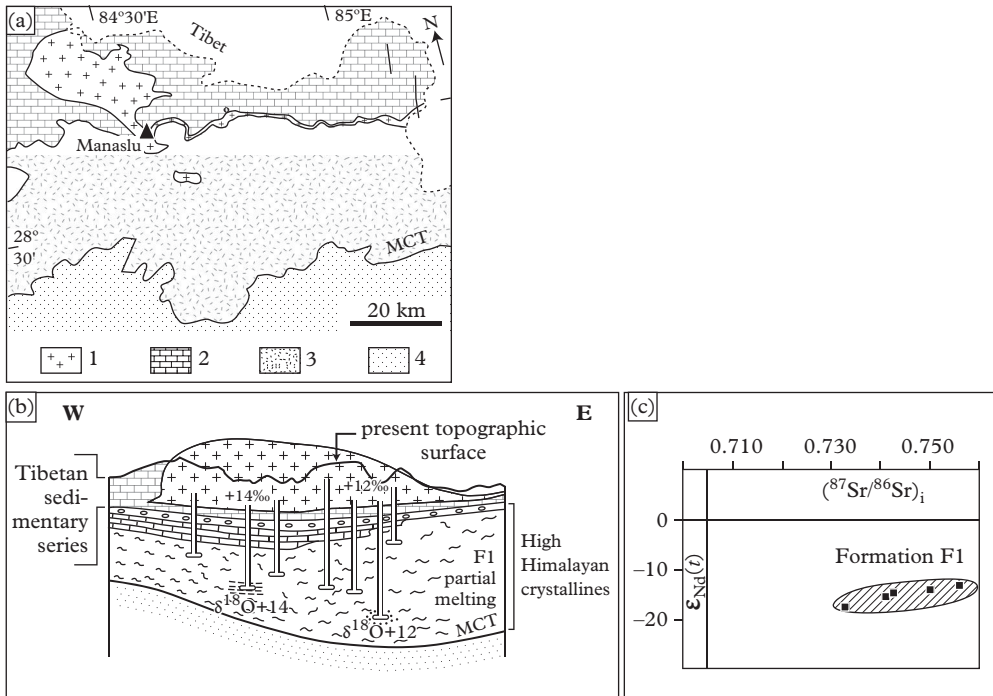 (a)
84°30'E
85°E
N
Tibet
Manaslu
28°
30'
MCT
20 km
1
2
3
4
(b)
W
E
present topographic
surface
Tibetan
sedi-
mentary
series
+14‰
+12‰
F1
partial
melting
High
Himalayan
crystallines
δ¹⁸O+14
δ¹⁸O+12
MCT
(c)
0.710 0.730 0.750
(⁸⁷Sr/⁸⁶Sr)ᵢ
0
Formation F1
–10
–20
εNd(t)